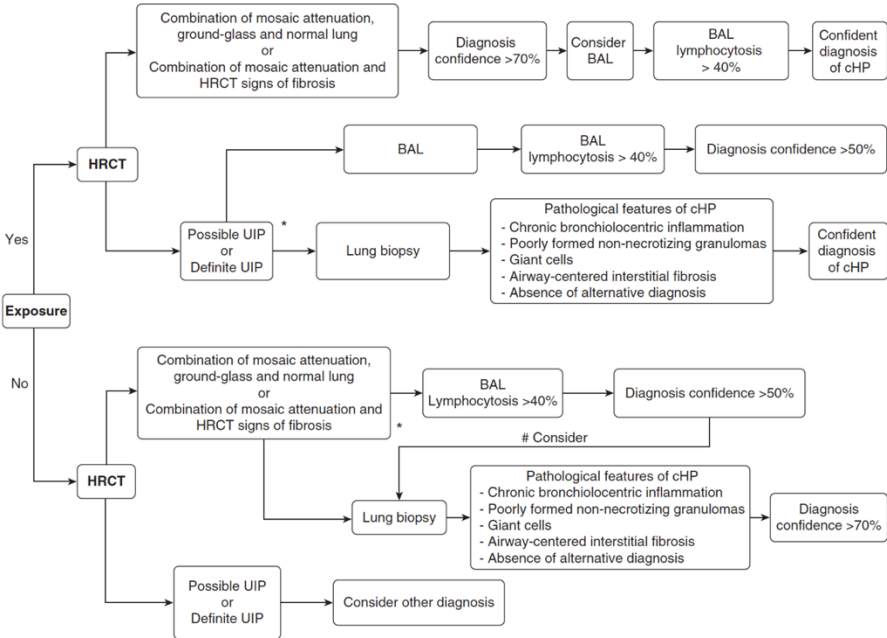 Combination of mosaic attenuation,
ground-glass and normal lung
or
Combination of mosaic attenuation and
HRCT signs of fibrosis
Diagnosis
confidence >70%
Consider
BAL
BAL
lymphocytosis
> 40%
Confident
diagnosis
of cHP
HRCT
BAL
BAL
lymphocytosis > 40%
Diagnosis confidence >50%
Yes
Possible UIP
or
Definite UIP
*
Lung biopsy
Pathological features of cHP
- Chronic bronchiolocentric inflammation
- Poorly formed non-necrotizing granulomas
- Giant cells
- Airway-centered interstitial fibrosis
- Absence of alternative diagnosis
Confident
diagnosis
of cHP
Exposure
No
Combination of mosaic attenuation,
ground-glass and normal lung
or
Combination of mosaic attenuation and
HRCT signs of fibrosis
*
BAL
Lymphocytosis >40%
Diagnosis confidence >50%
# Consider
HRCT
Lung biopsy
Pathological features of cHP
- Chronic bronchiolocentric inflammation
- Poorly formed non-necrotizing granulomas
- Giant cells
- Airway-centered interstitial fibrosis
- Absence of alternative diagnosis
Diagnosis
confidence >70%
Possible UIP
or
Definite UIP
Consider other diagnosis